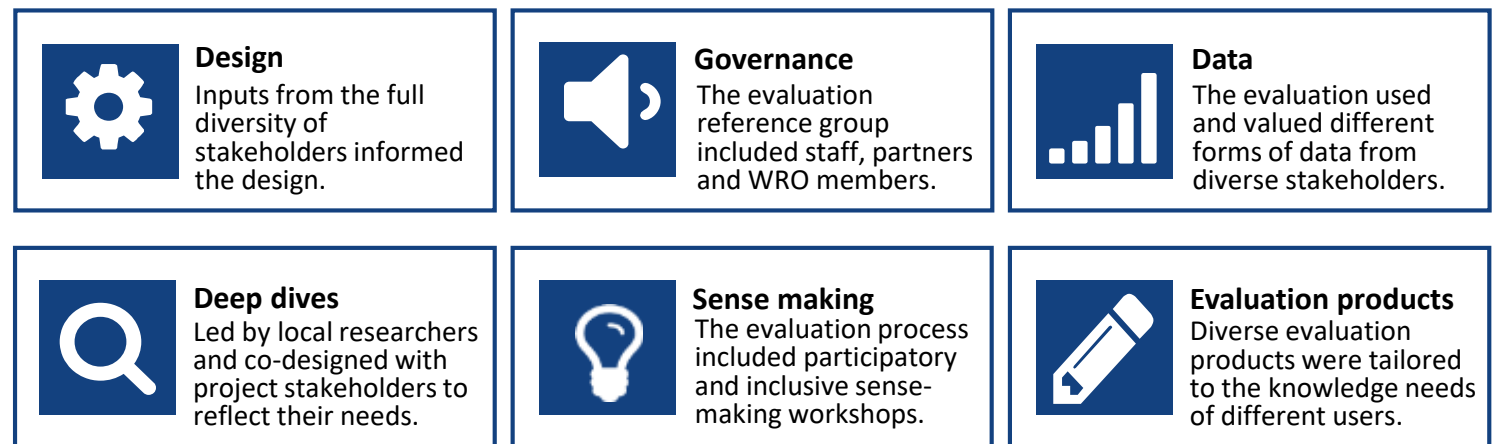 Design
Inputs from the full
diversity of
stakeholders informed
the design.
Governance
The evaluation
reference group
included staff, partners
and WRO members.
Data
The evaluation used
and valued different
forms of data from
diverse stakeholders.
Deep dives
Led by local researchers
and co-designed with
project stakeholders to
reflect their needs.
Sense making
The evaluation process
included participatory
and inclusive sense-
making workshops.
Evaluation products
Diverse evaluation
products were tailored
to the knowledge needs
of different users.